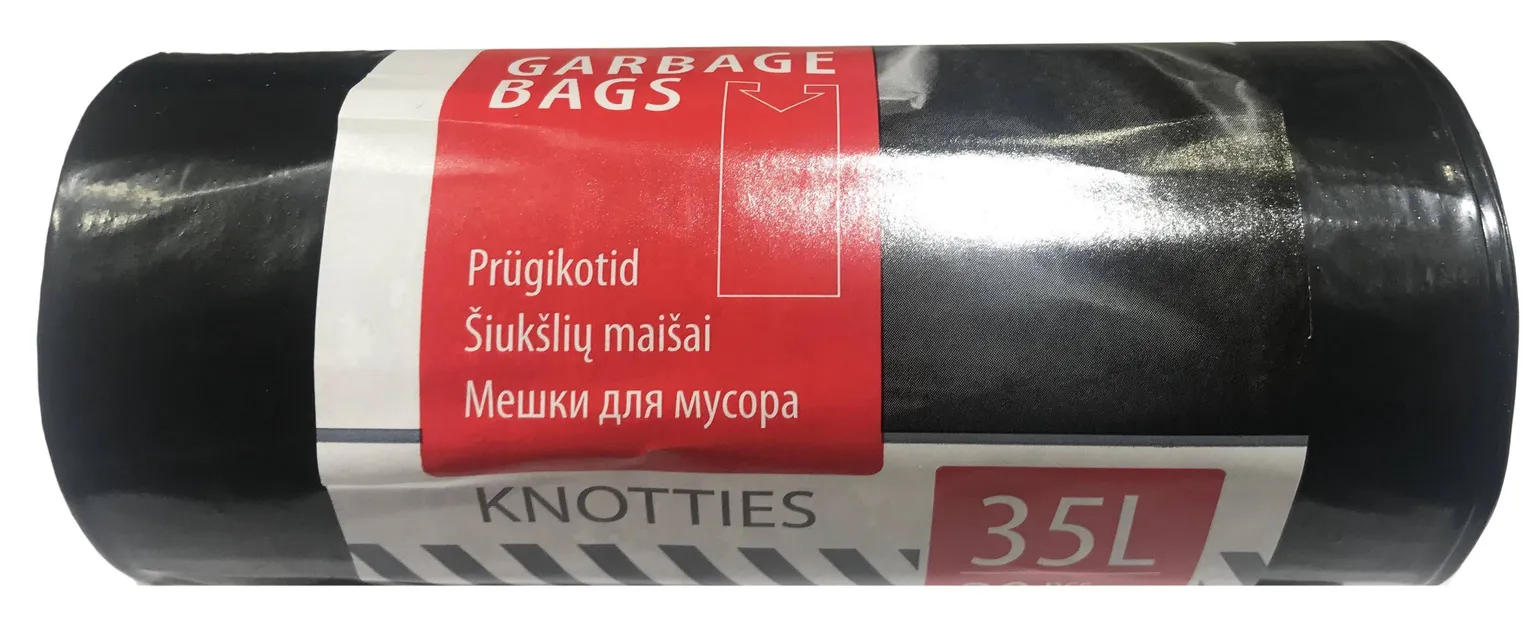 GARBAGE
BAGS
Prügikotid
Šiukšlių maišai
Мешки для мусора
KNOTTIES
35L